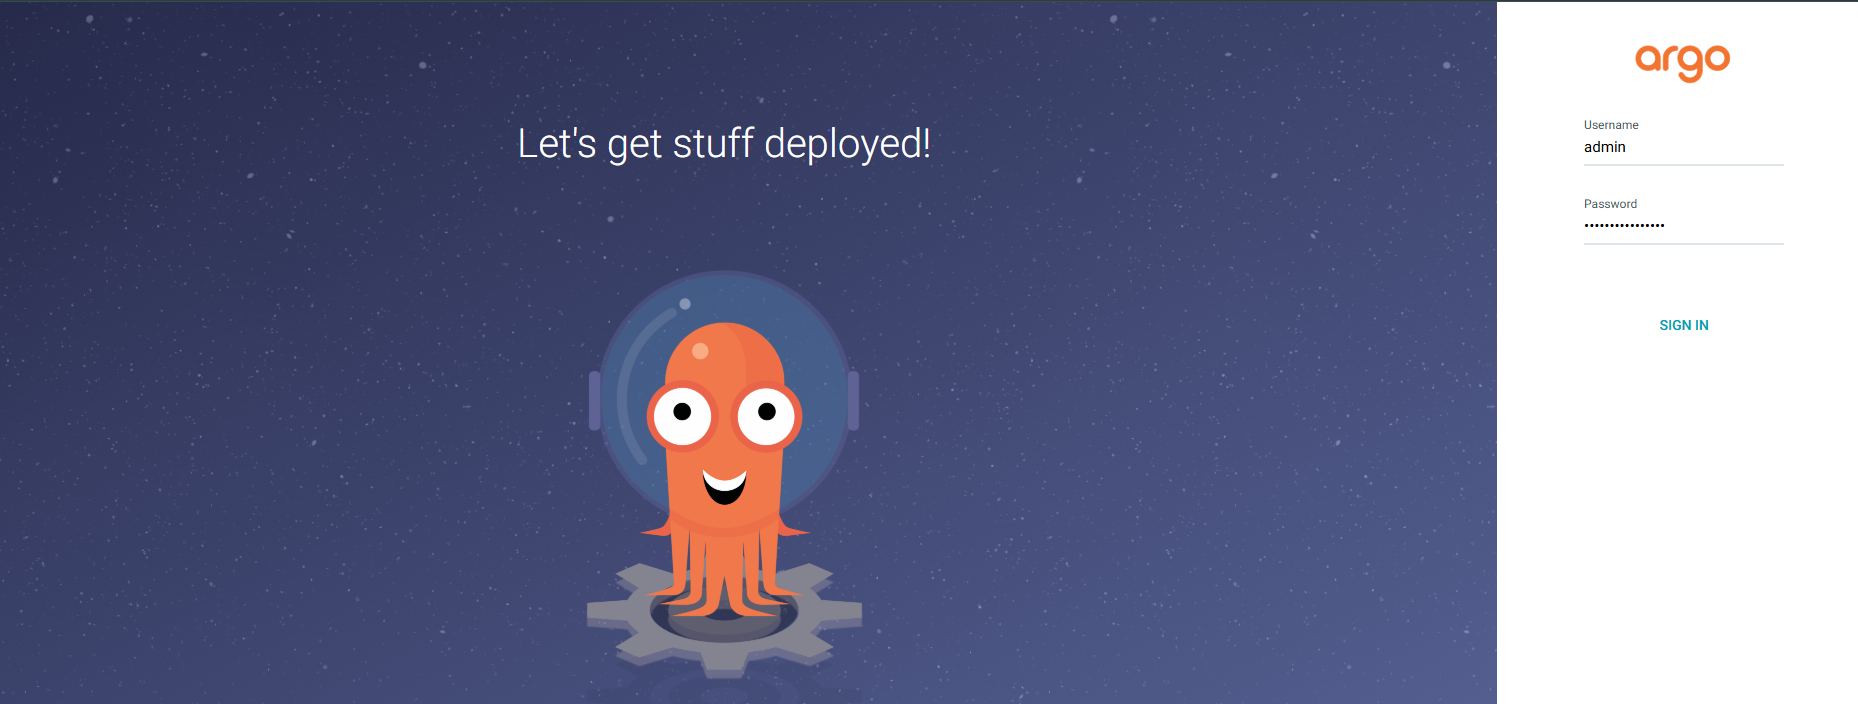 Let's get stuff deployed!
argo
Username
admin
Password
••••••••••••••••
SIGN IN